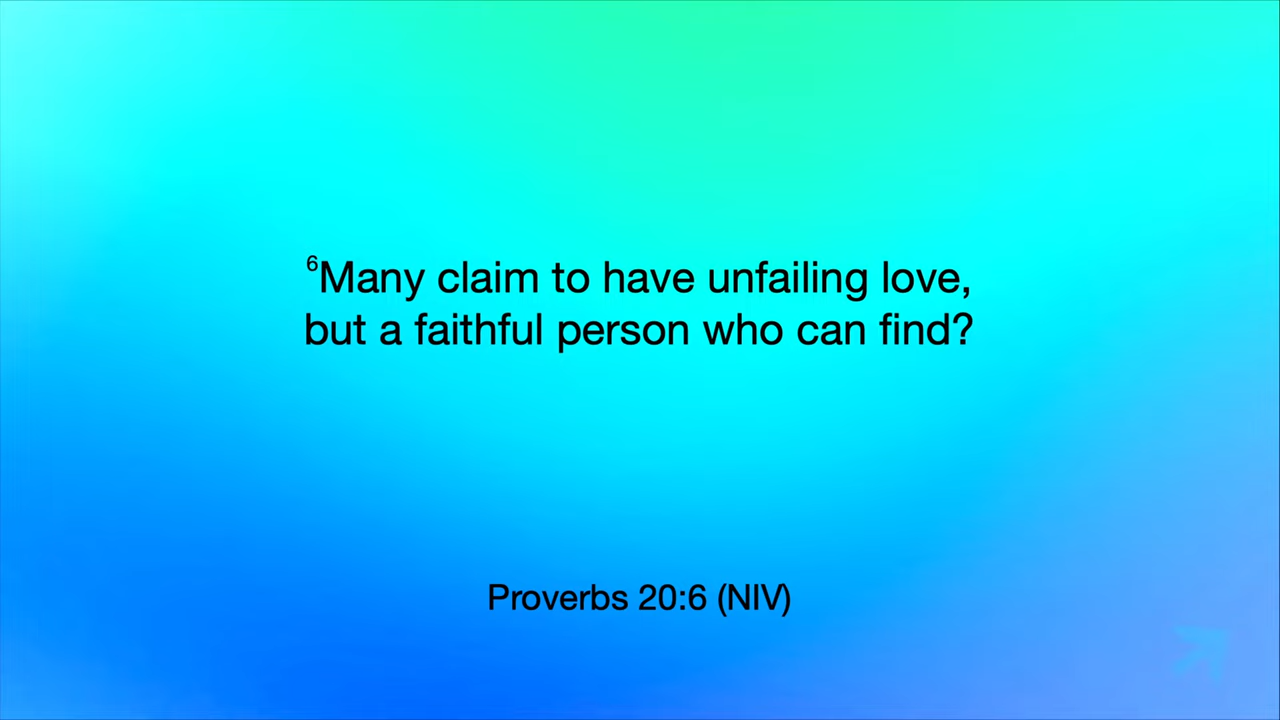 ⁶Many claim to have unfailing love,
but a faithful person who can find?
Proverbs 20:6 (NIV)